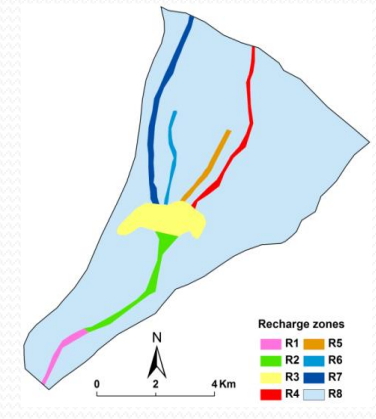 Recharge zones
R1 R5
R2 R6
R3 R7
R4 R8
N
0 2 4 Km